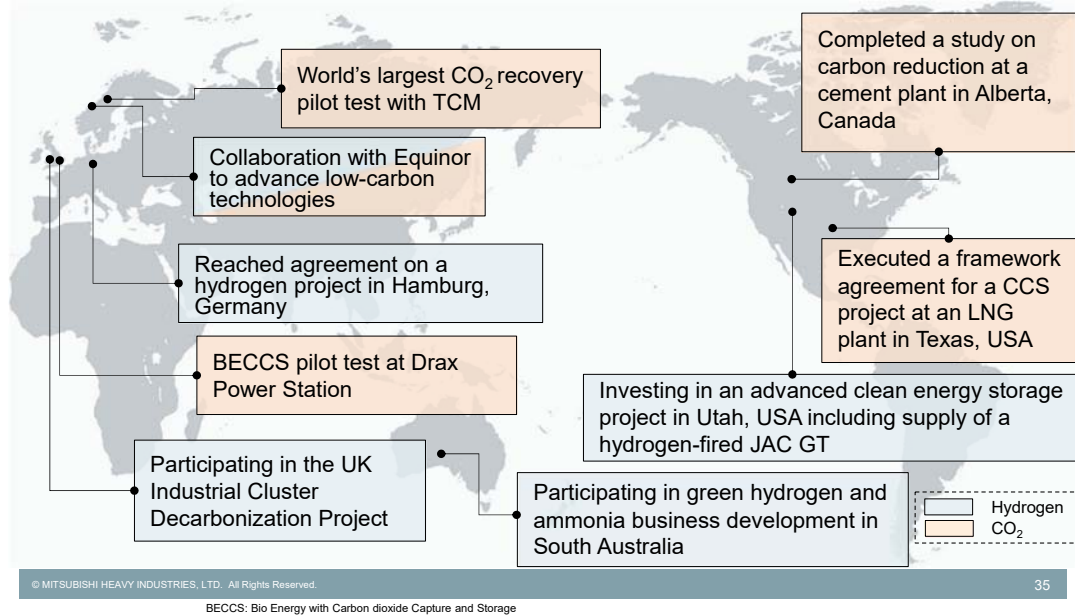 World's largest CO₂ recovery
pilot test with TCM
Completed a study on
carbon reduction at a
cement plant in Alberta,
Canada
Collaboration with Equinor
to advance low-carbon
technologies
Reached agreement on a
hydrogen project in Hamburg,
Germany
Executed a framework
agreement for a CCS
project at an LNG
plant in Texas, USA
BECCS pilot test at Drax
Power Station
Investing in an advanced clean energy storage
project in Utah, USA including supply of a
hydrogen-fired JAC GT
Participating in the UK
Industrial Cluster
Decarbonization Project
Participating in green hydrogen and
ammonia business development in
South Australia
Hydrogen
CO₂
© MITSUBISHI HEAVY INDUSTRIES, LTD. All Rights Reserved.
35
BECCS: Bio Energy with Carbon dioxide Capture and Storage